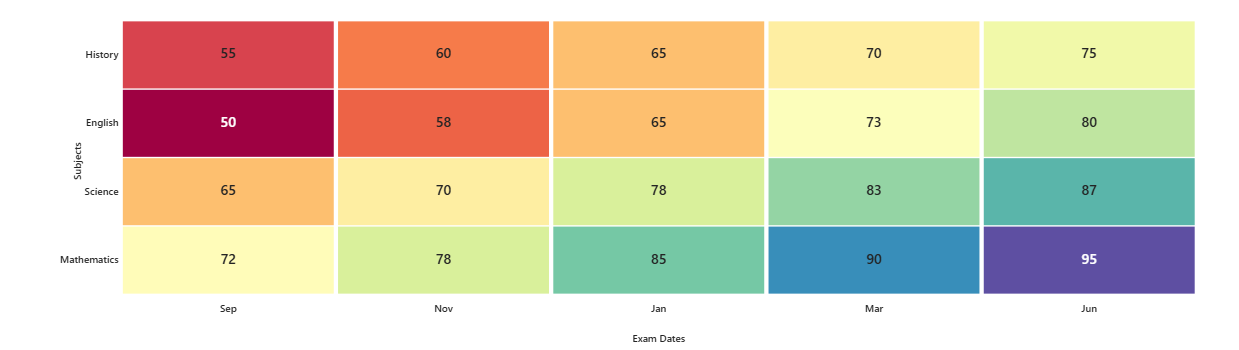 History 55 60 65 70 75
English 50 58 65 73 80
Subjects
Science 65 70 78 83 87
Mathematics 72 78 85 90 95
Sep Nov Jan Mar Jun
Exam Dates